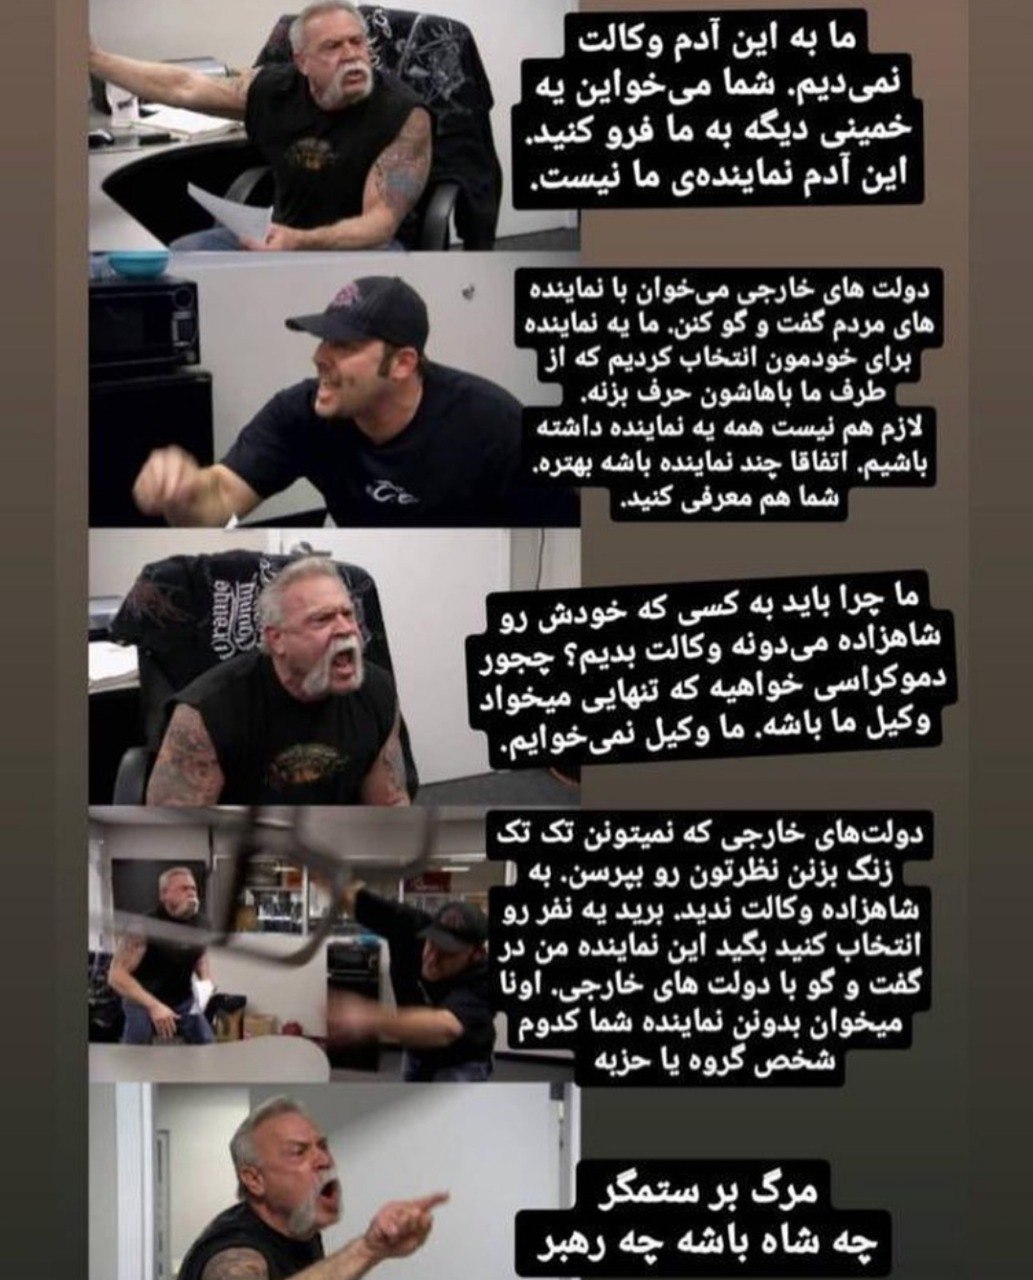 ما به این آدم وکالت
نمی‌دیم. شما می‌خواین یه
خمینی دیگه به ما فرو کنید.
این آدم نماینده‌ی ما نیست.
دولت های خارجی می‌خوان با نماینده
های مردم گفت و گو کنن. ما یه نماینده
برای خودمون انتخاب کردیم که از
طرف ما باهاشون حرف بزنه.
لازم هم نیست همه یه نماینده داشته
باشیم. اتفاقا چند نماینده باشه بهتره.
شما هم معرفی کنید.
ما چرا باید به کسی که خودش رو
شاهزاده می‌دونه وکالت بدیم؟ چجور
دموکراسی خواهیه که تنهایی میخواد
وکیل ما باشه. ما وکیل نمی‌خوایم.
دولت‌های خارجی که نمیتونن تک تک
زنگ بزنن نظرتون رو بپرسن. به
شاهزاده وکالت ندید. برید یه نفر رو
انتخاب کنید بگید این نماینده من در
گفت و گو با دولت های خارجی. اونا
میخوان بدونن نماینده شما کدوم
شخص گروه یا حزبه
مرگ بر ستمگر
چه شاه باشه چه رهبر